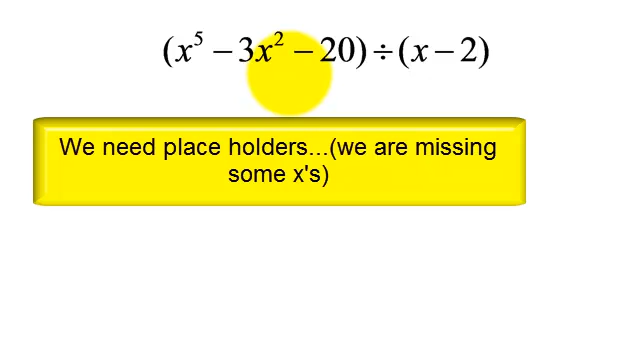 (x⁵ − 3x² − 20) ÷ (x − 2)
We need place holders...(we are missing
some x's)